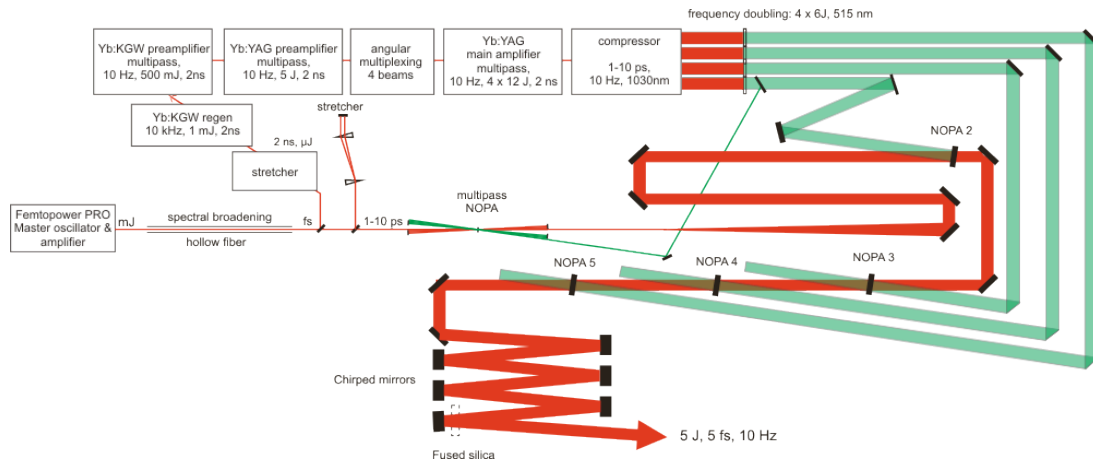 frequency doubling: 4 x 6J, 515 nm
Yb:KGW preamplifier
multipass,
10 Hz, 500 mJ, 2ns
Yb:YAG preamplifier
multipass,
10 Hz, 5 J, 2 ns
angular
multiplexing
4 beams
Yb:YAG
main amplifier
multipass,
10 Hz, 4 x 12 J, 2 ns
compressor
1-10 ps,
10 Hz, 1030nm
stretcher
Yb:KGW regen
10 kHz, 1 mJ, 2ns
2 ns, µJ
stretcher
NOPA 2
Femtopower PRO
Master oscillator &
amplifier
mJ
spectral broadening
hollow fiber
fs
1-10 ps
multipass
NOPA
NOPA 5
NOPA 4
NOPA 3
Chirped mirrors
Fused silica
5 J, 5 fs, 10 Hz